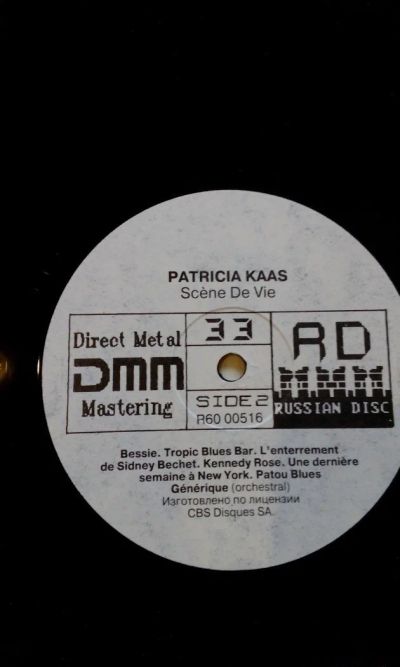 PATRICIA KAAS
Scène De Vie
Direct Metal
DMM
Mastering
33
SIDE 2
R60 00516
RD
RUSSIAN DISC
Bessie. Tropic Blues Bar. L'enterrement
de Sidney Bechet. Kennedy Rose. Une dernière
semaine à New York. Patou Blues
Générique (orchestral)
Изготовлено по лицензии
CBS Disques SA.